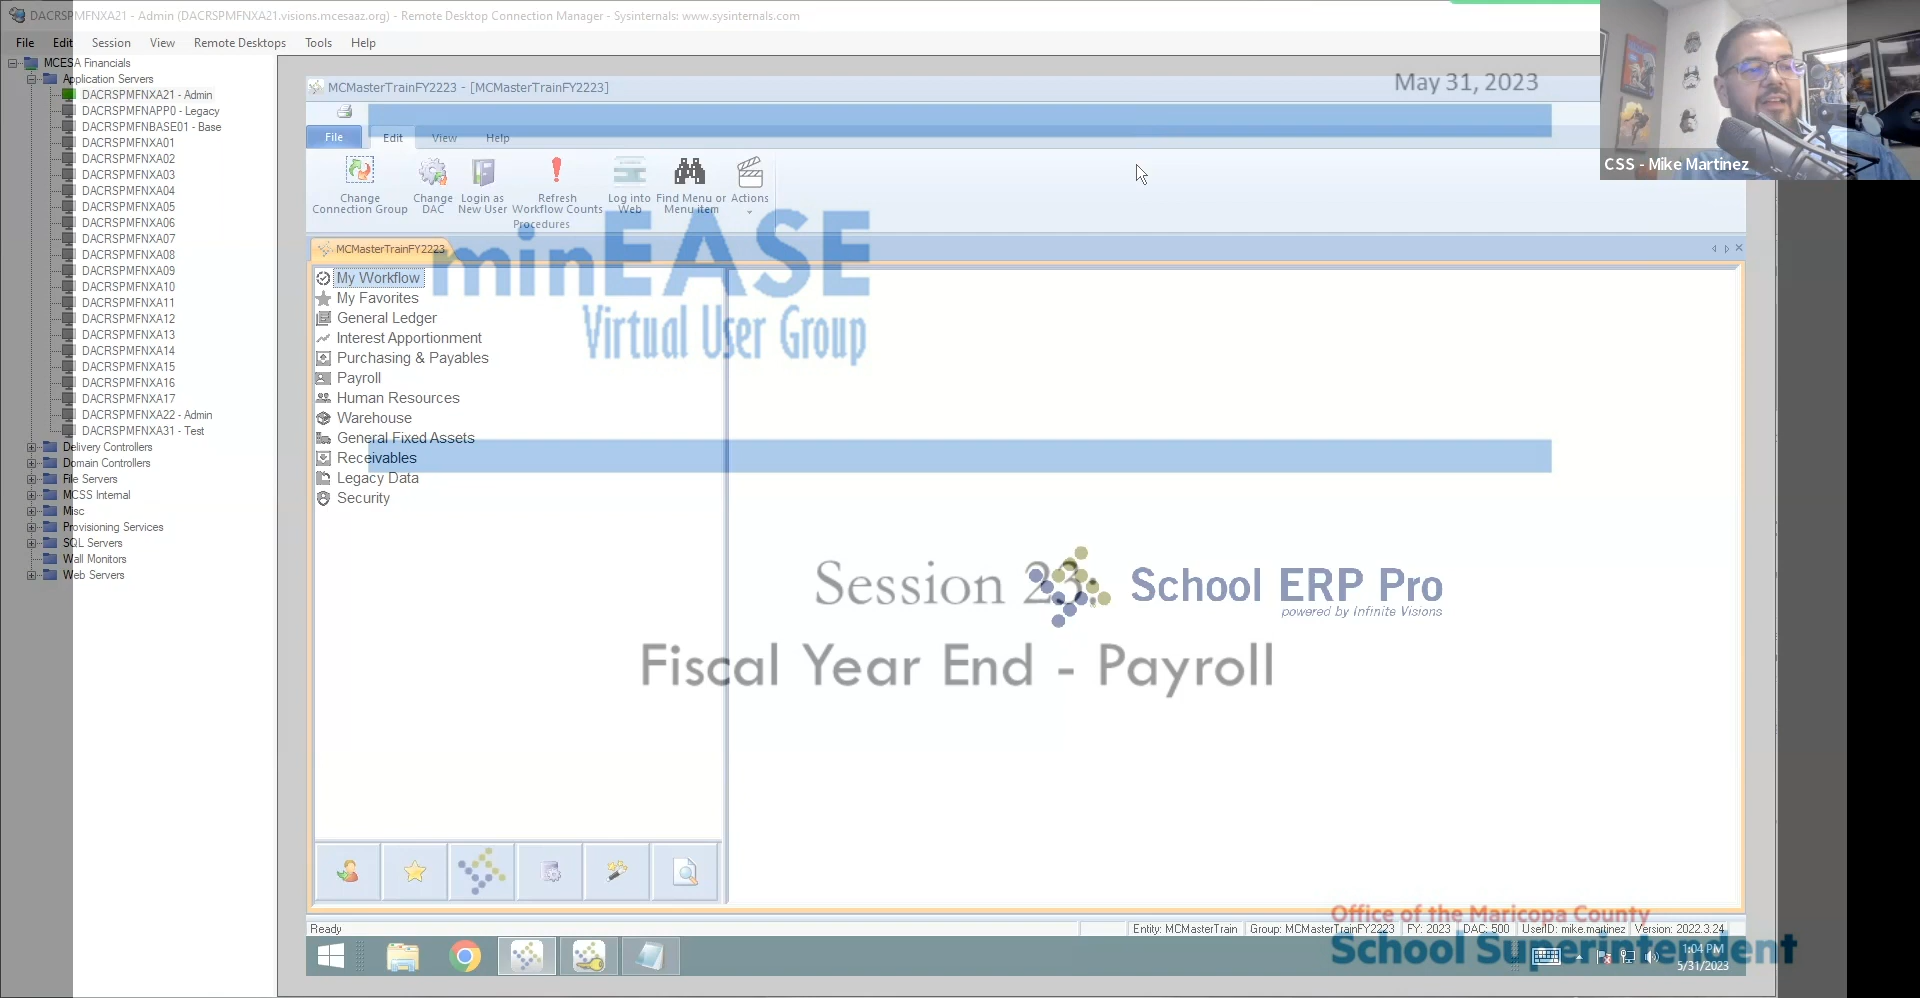 DACRSPMFNXA21 - Admin (DACRSPMFNXA21.visions.mcesaaz.org) - Remote Desktop Connection Manager - Sysinternals: www.sysinternals.com
File Edit Session View Remote Desktops Tools Help
MCESA Financials
Application Servers
DACRSPMFNXA21 - Admin
DACRSPMFNAPP0 - Legacy
DACRSPMFNBASE01 - Base
DACRSPMFNXA01
DACRSPMFNXA02
DACRSPMFNXA03
DACRSPMFNXA04
DACRSPMFNXA05
DACRSPMFNXA06
DACRSPMFNXA07
DACRSPMFNXA08
DACRSPMFNXA09
DACRSPMFNXA10
DACRSPMFNXA11
DACRSPMFNXA12
DACRSPMFNXA13
DACRSPMFNXA14
DACRSPMFNXA15
DACRSPMFNXA16
DACRSPMFNXA17
DACRSPMFNXA22 - Admin
DACRSPMFNXA31 - Test
Delivery Controllers
Domain Controllers
File Servers
MCSS Internal
Misc
Provisioning Services
SQL Servers
Wall Monitors
Web Servers
MCMasterTrainFY2223 - [MCMasterTrainFY2223]
May 31, 2023
CSS - Mike Martinez
File Edit View Help
Change Connection Group
Change DAC
Login as New User
Refresh Workflow Counts
Log into Web
Find Menu or Menu item
Actions
Procedures
MCMasterTrainFY2223
minEASE
Virtual User Group
My Workflow
My Favorites
General Ledger
Interest Apportionment
Purchasing & Payables
Payroll
Human Resources
Warehouse
General Fixed Assets
Receivables
Legacy Data
Security
Session 23:
Fiscal Year End - Payroll
School ERP Pro
powered by Infinite Visions
Office of the Maricopa County
School Superintendent
Ready
Entity: MCMasterTrain Group: MCMasterTrainFY2223 FY: 2023 DAC: 500 UserID: mike.martinez Version: 2022.3.24
1:04 PM
5/31/2023